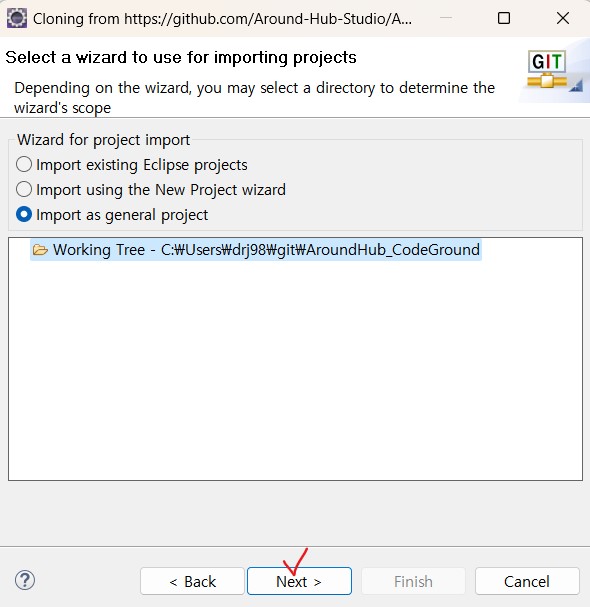 Cloning from https://github.com/Around-Hub-Studio/A...
Select a wizard to use for importing projects
Depending on the wizard, you may select a directory to determine the
wizard's scope
GIT
Wizard for project import
Import existing Eclipse projects
Import using the New Project wizard
Import as general project
Working Tree - C:₩Users₩drj98₩git₩AroundHub_CodeGround
?
< Back
Next >
Finish
Cancel